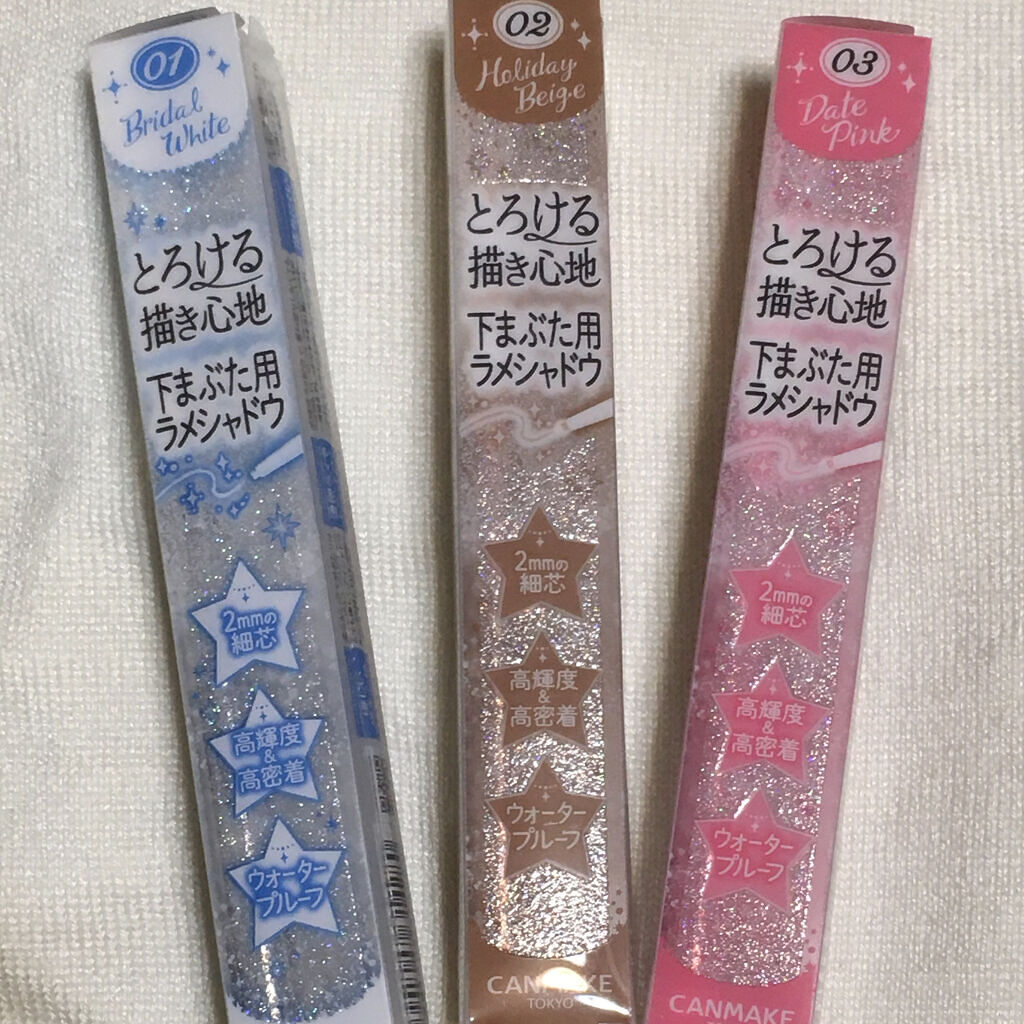 01
Bridal
White
とろける
描き心地
下まぶた用
ラメシャドウ
2mmの
細芯
高輝度
&
高密着
ウォーター
プルーフ
02
Holiday
Beige
とろける
描き心地
下まぶた用
ラメシャドウ
2mmの
細芯
高輝度
&
高密着
ウォーター
プルーフ
CANMAKE
TOKYO
03
Date
Pink
とろける
描き心地
下まぶた用
ラメシャドウ
2mmの
細芯
高輝度
&
高密着
ウォーター
プルーフ
CANMAKE